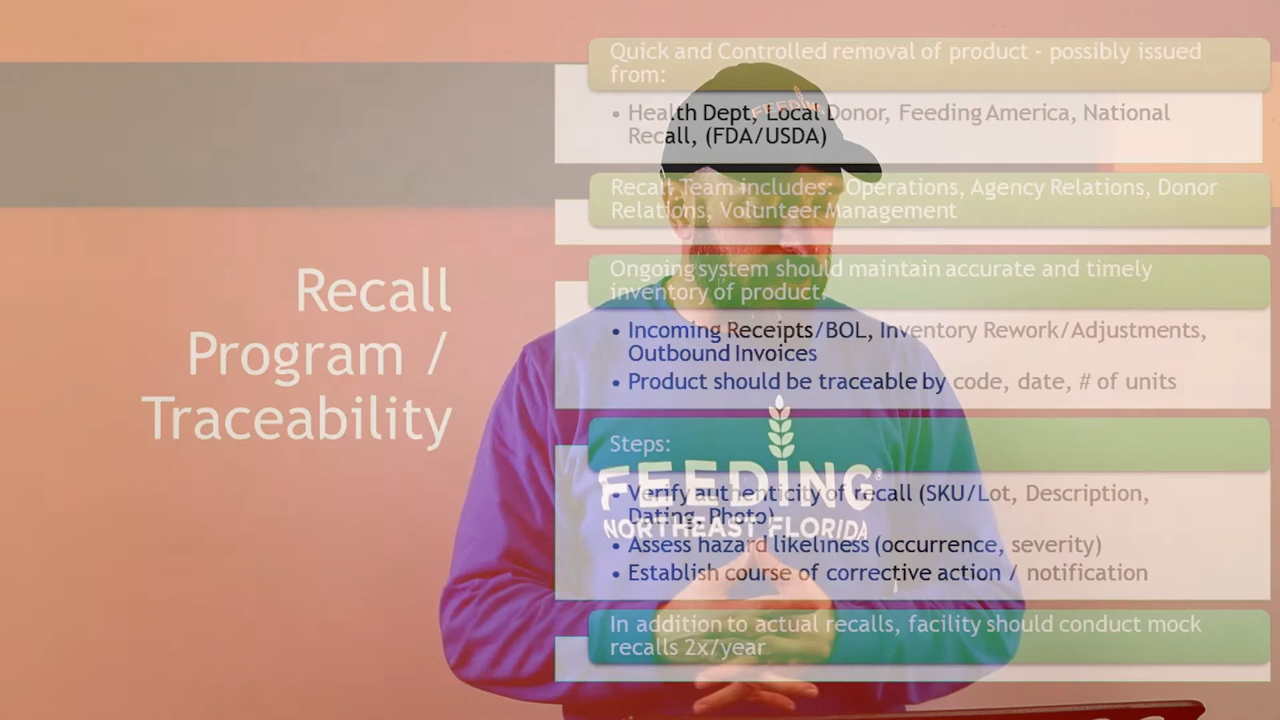 Recall
Program /
Traceability
Quick and Controlled removal of product - possibly issued
from:
• Health Dept, Local Donor, Feeding America, National
Recall, (FDA/USDA)
Recall Team includes: Operations, Agency Relations, Donor
Relations, Volunteer Management
Ongoing system should maintain accurate and timely
inventory of product.
• Incoming Receipts/BOL, Inventory Rework/Adjustments,
Outbound Invoices
• Product should be traceable by code, date, # of units
Steps:
• Verify authenticity of recall (SKU/Lot, Description,
Dating, Photo)
• Assess hazard likeliness (occurrence, severity)
• Establish course of corrective action / notification
In addition to actual recalls, facility should conduct mock
recalls 2x/year
FEEDING®
NORTHEAST FLORIDA